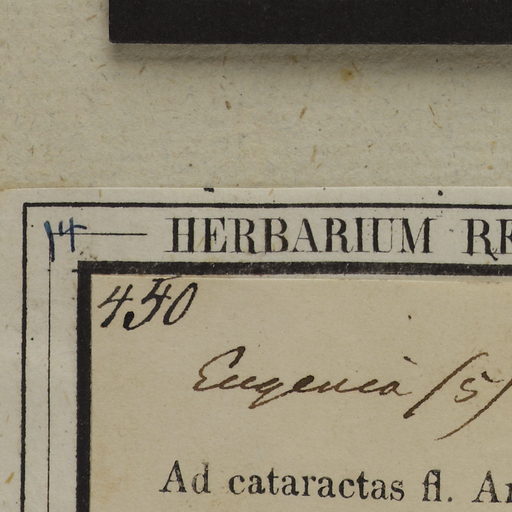 14 HERBARIUM RE
450
Eugenia (5)
Ad cataractas fl. Ar